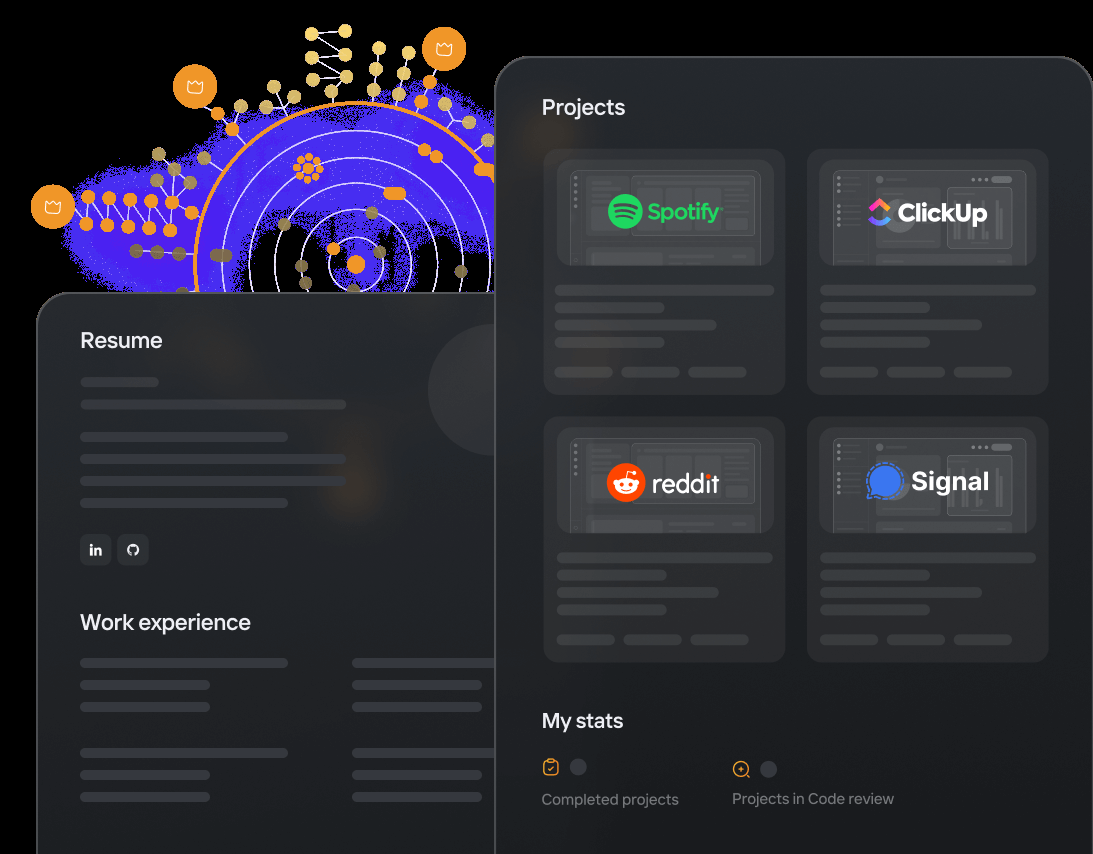 Projects
Spotify
ClickUp
reddit
Signal
My stats
Completed projects
Projects in Code review
Resume
in
Work experience